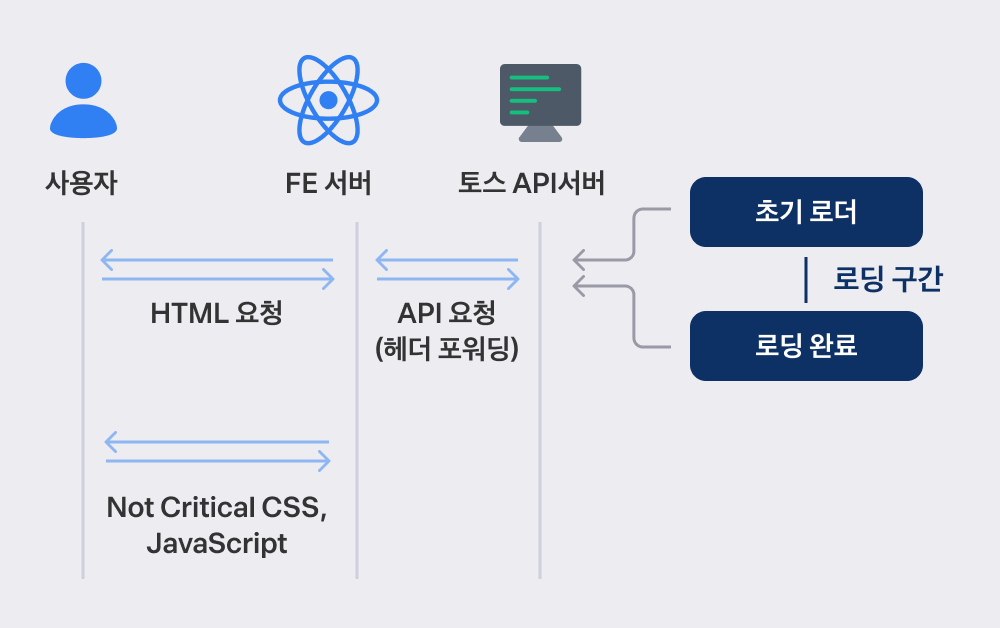 사용자
FE 서버
토스 API서버
초기 로더
로딩 구간
로딩 완료
HTML 요청
API 요청
(헤더 포워딩)
Not Critical CSS,
JavaScript